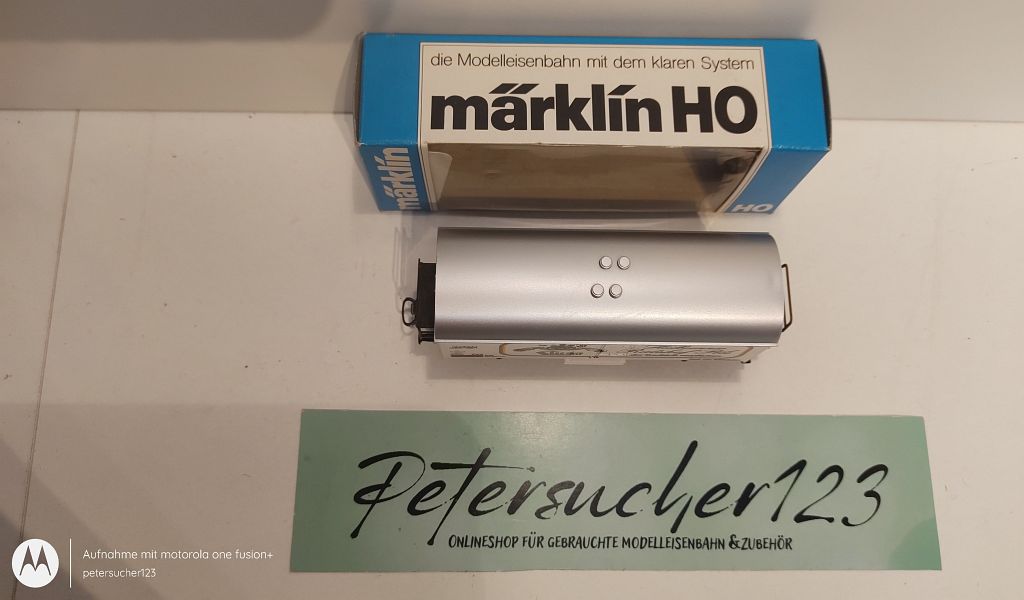 die Modelleisenbahn mit dem klaren System
märklin HO
märklin
HO
Petersucher123
ONLINESHOP FÜR GEBRAUCHTE MODELLEISENBAHN & ZUBEHÖR
Aufnahme mit motorola one fusion+
petersucher123